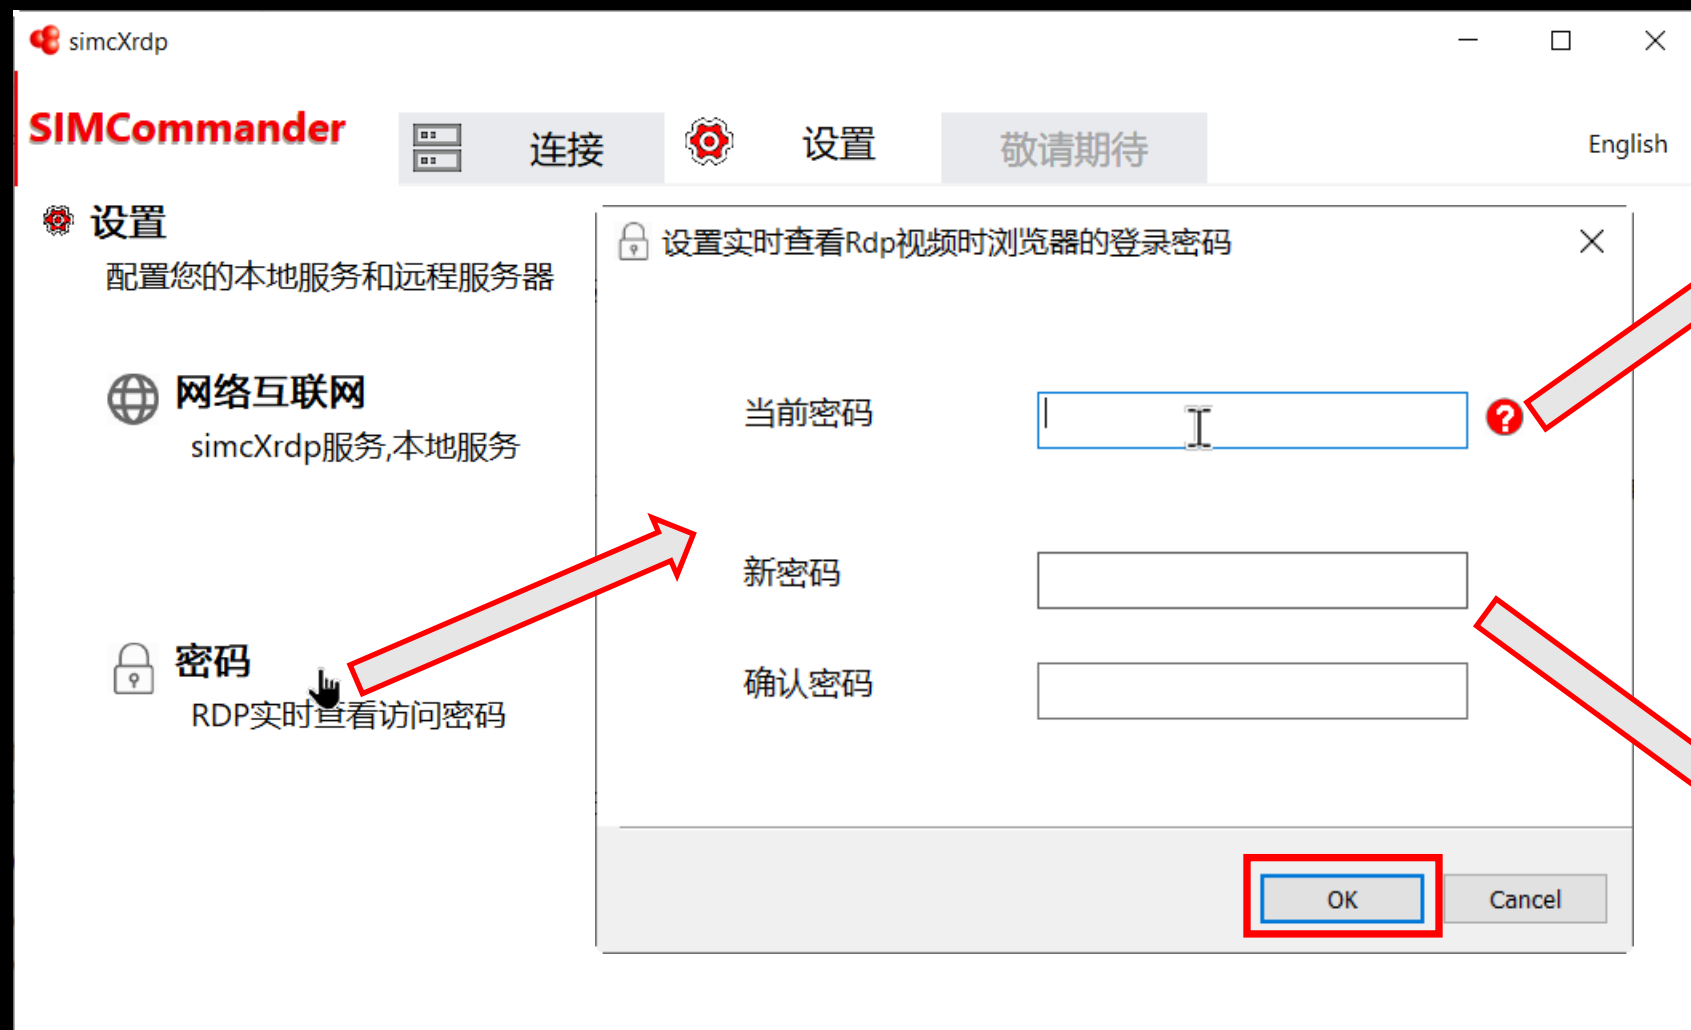 simcXrdp
SIMCommander
连接
设置
敬请期待
English
设置
配置您的本地服务和远程服务器
网络互联网
simcXrdp服务,本地服务
密码
RDP实时查看访问密码
设置实时查看Rdp视频时浏览器的登录密码
当前密码
?
新密码
确认密码
OK
Cancel